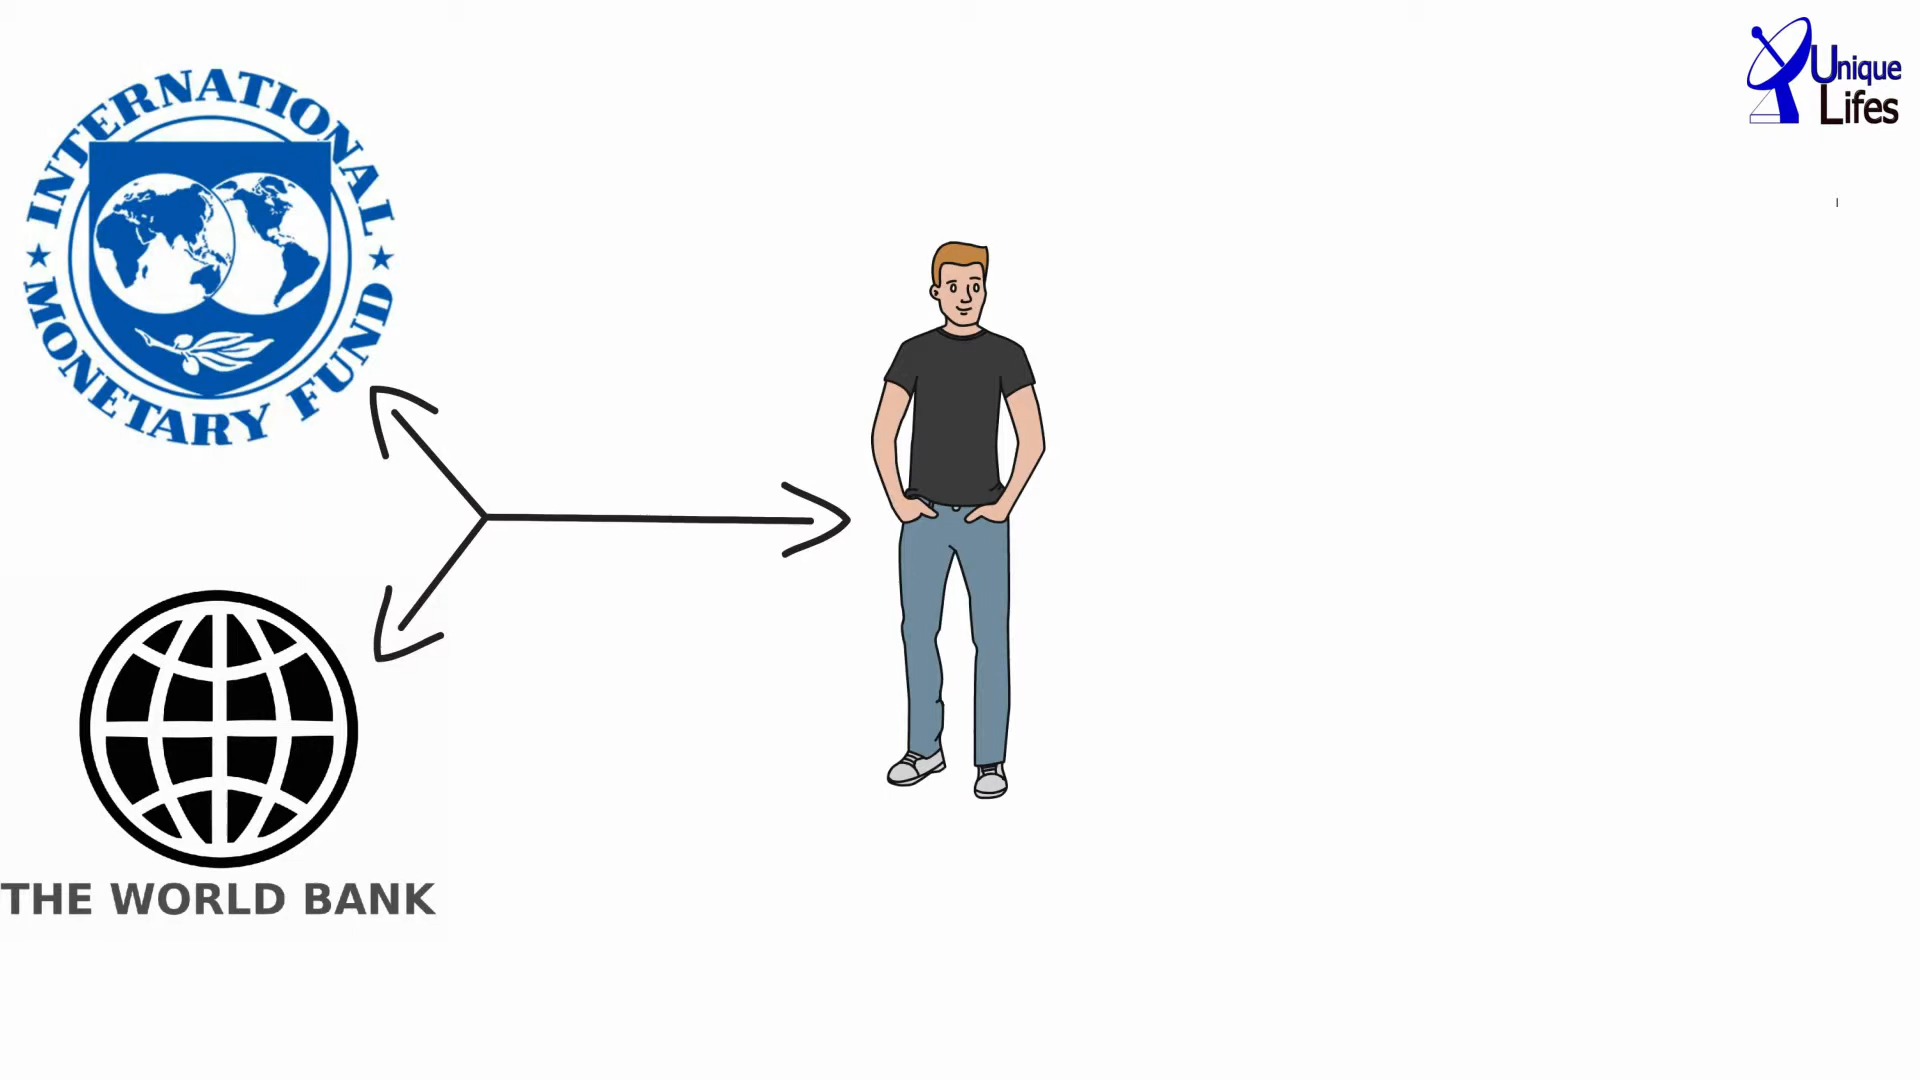 INTERNATIONAL
MONETARY FUND
THE WORLD BANK
Unique
Lifes